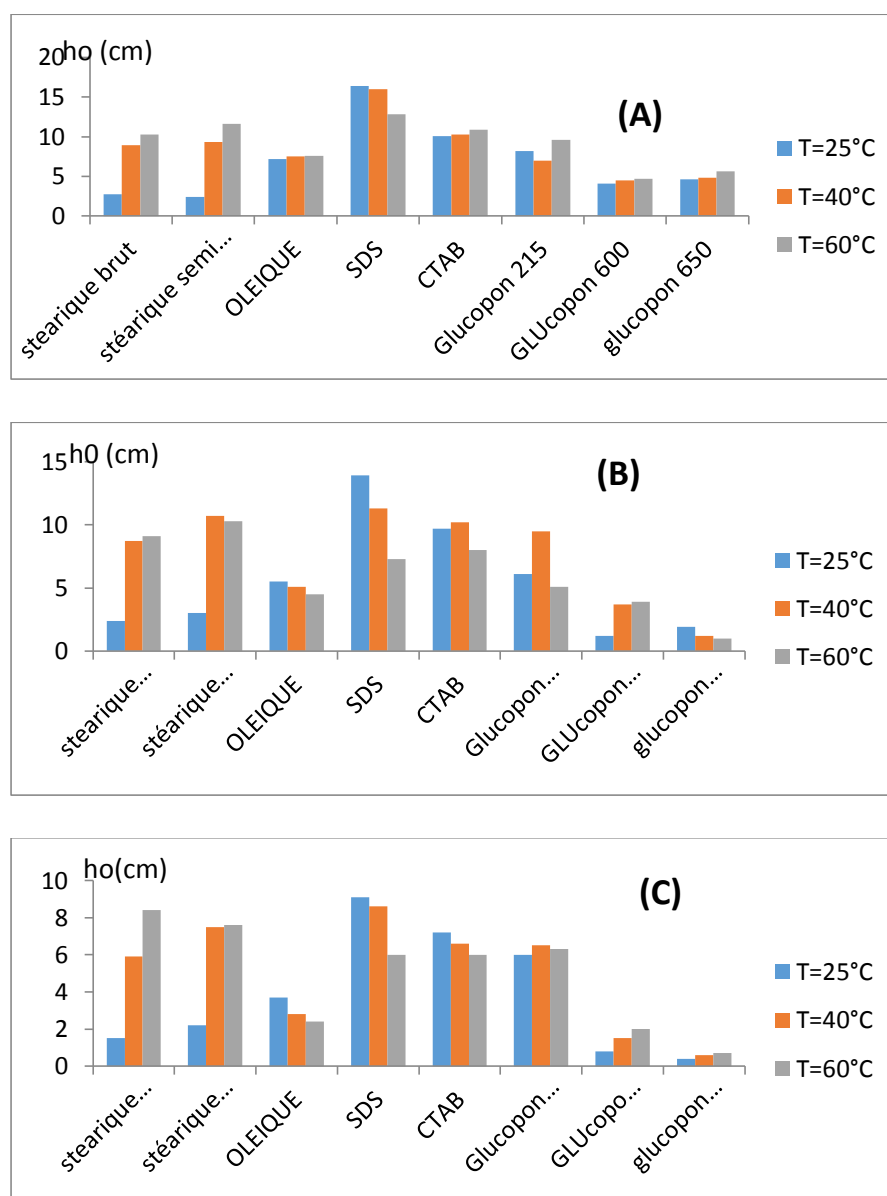 ho (cm)
20
15
10
5
0
(A)
T=25°C
T=40°C
T=60°C
stearique brut
stéarique semi...
OLEIQUE
SDS
CTAB
Glucopon 215
GLUcopon 600
glucopon 650
h0 (cm)
15
10
5
0
(B)
T=25°C
T=40°C
T=60°C
stearique...
stéarique...
OLEIQUE
SDS
CTAB
Glucopon...
GLUcopon...
glucopon...
ho(cm)
10
8
6
4
2
0
(C)
T=25°C
T=40°C
T=60°C
stearique...
stéarique...
OLEIQUE
SDS
CTAB
Glucopon...
GLUcopo...
glucopon...